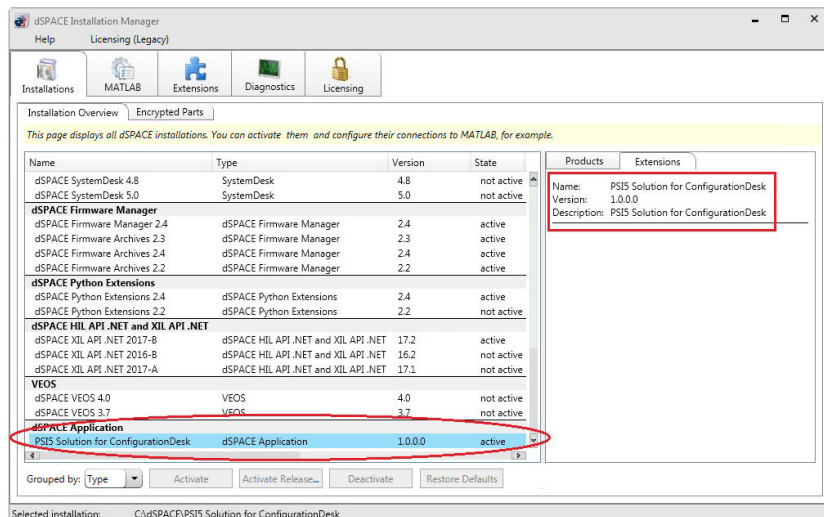 dSPACE Installation Manager
Help Licensing (Legacy)
Installations MATLAB Extensions Diagnostics Licensing
Installation Overview Encrypted Parts
This page displays all dSPACE installations. You can activate them and configure their connections to MATLAB, for example.
Name Type Version State
dSPACE SystemDesk 4.8 SystemDesk 4.8 not active
dSPACE SystemDesk 5.0 SystemDesk 5.0 not active
dSPACE Firmware Manager
dSPACE Firmware Manager 2.4 dSPACE Firmware Manager 2.4 active
dSPACE Firmware Archives 2.3 dSPACE Firmware Manager 2.3 active
dSPACE Firmware Archives 2.4 dSPACE Firmware Manager 2.4 active
dSPACE Firmware Archives 2.2 dSPACE Firmware Manager 2.2 active
dSPACE Python Extensions
dSPACE Python Extensions 2.4 dSPACE Python Extensions 2.4 active
dSPACE Python Extensions 2.2 dSPACE Python Extensions 2.2 not active
dSPACE HIL API .NET and XIL API .NET
dSPACE XIL API .NET 2017-B dSPACE HIL API .NET and XIL API .NET 17.2 active
dSPACE XIL API .NET 2016-B dSPACE HIL API .NET and XIL API .NET 16.2 not active
dSPACE XIL API .NET 2017-A dSPACE HIL API .NET and XIL API .NET 17.1 not active
VEOS
dSPACE VEOS 4.0 VEOS 4.0 not active
dSPACE VEOS 3.7 VEOS 3.7 not active
dSPACE Application
PSI5 Solution for ConfigurationDesk dSPACE Application 1.0.0.0 active
Products Extensions
Name: PSI5 Solution for ConfigurationDesk
Version: 1.0.0.0
Description: PSI5 Solution for ConfigurationDesk
Grouped by: Type Activate Activate Release... Deactivate Restore Defaults
Selected installation: C:\dSPACE\PSI5 Solution for ConfigurationDesk